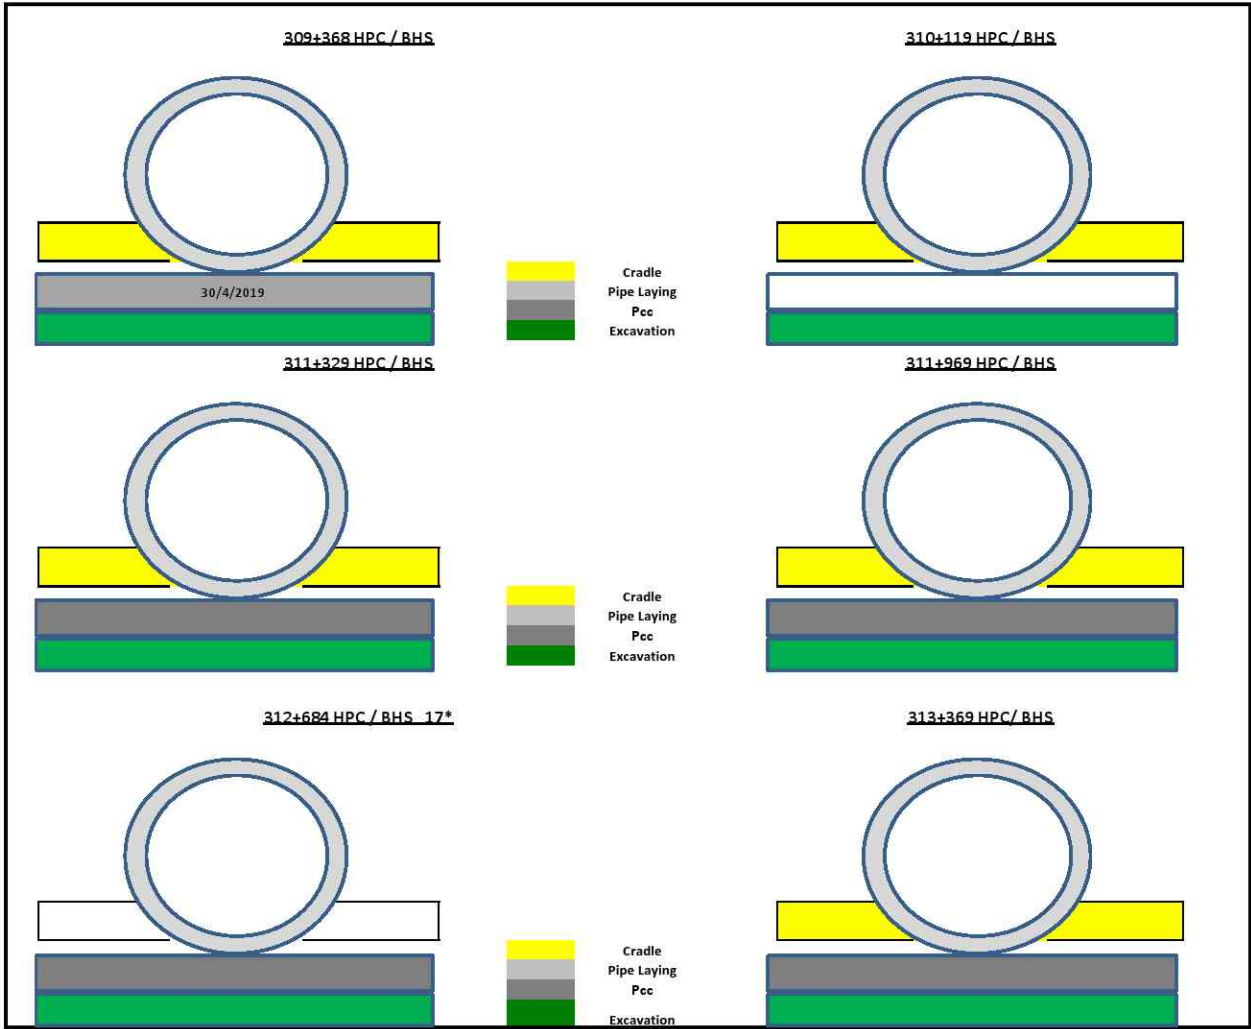 309+368 HPC / BHS
310+119 HPC / BHS
30/4/2019
Cradle
Pipe Laying
Pcc
Excavation
311+329 HPC / BHS
311+969 HPC / BHS
Cradle
Pipe Laying
Pcc
Excavation
312+684 HPC / BHS 17*
313+369 HPC/ BHS
Cradle
Pipe Laying
Pcc
Excavation